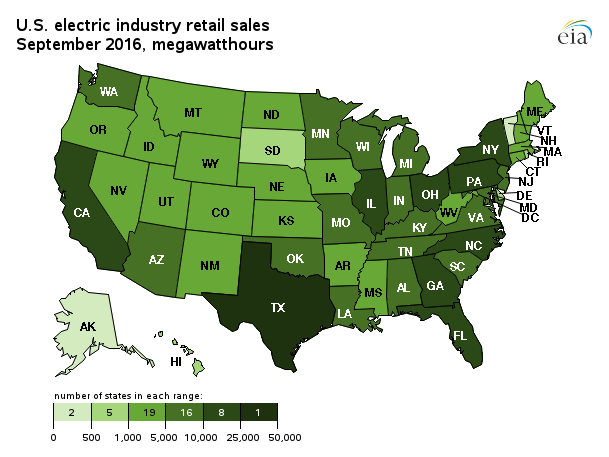 U.S. electric industry retail sales
September 2016, megawatthours
eia
WA
MT
ND
MN
ME
OR
ID
SD
WI
MI
NY
VT
NH
MA
RI
CT
WY
IA
NE
PA
NJ
NV
UT
CO
IL
IN
OH
DE
MD
DC
CA
KS
MO
WV
VA
KY
AZ
NM
OK
AR
TN
NC
SC
TX
LA
MS
AL
GA
FL
AK
HI
number of states in each range:
2 5 19 16 8 1
0 500 1,000 5,000 10,000 25,000 50,000